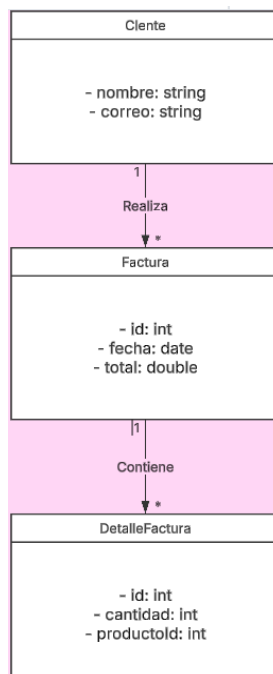 Clente
- nombre: string
- correo: string
1
Realiza
*
Factura
- id: int
- fecha: date
- total: double
1
Contiene
*
DetalleFactura
- id: int
- cantidad: int
- productoId: int